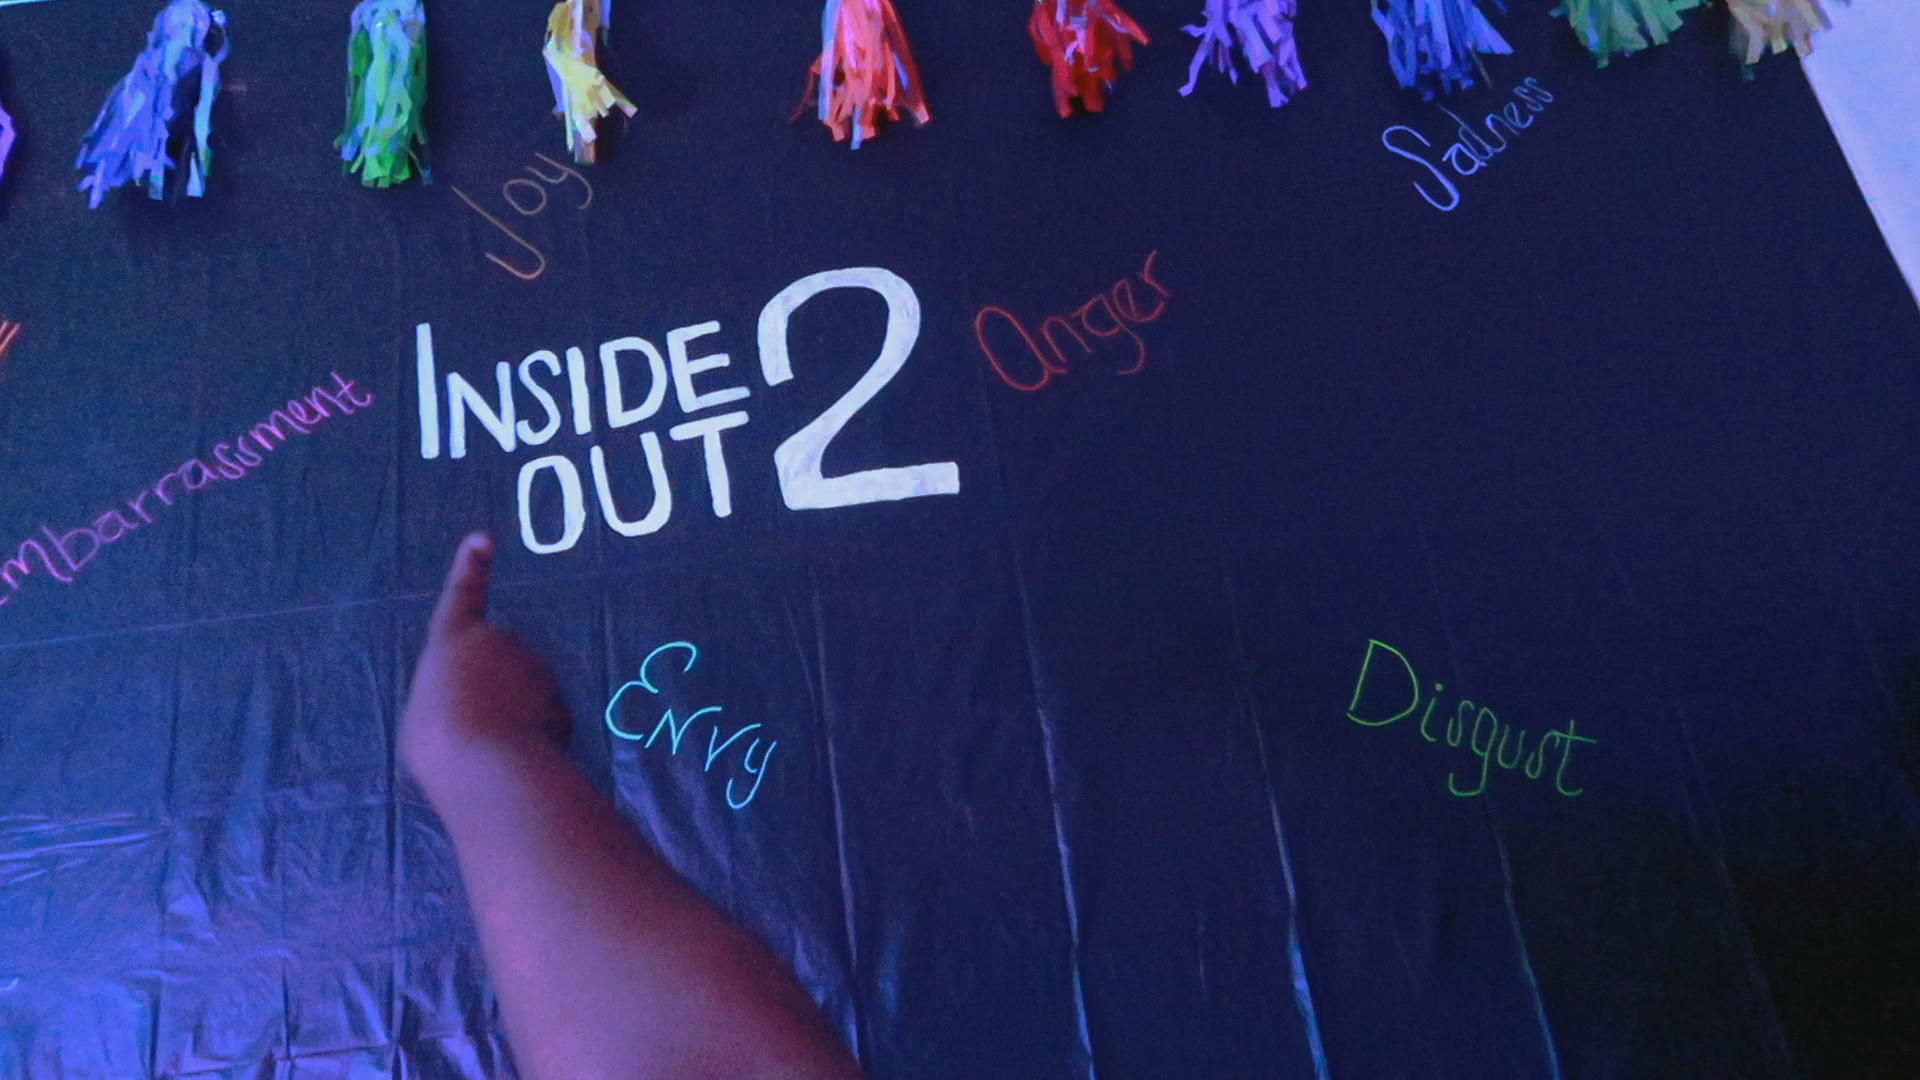 Joy
Sadness
Anger
INSIDE
OUT 2
Embarrassment
Envy
Disgust